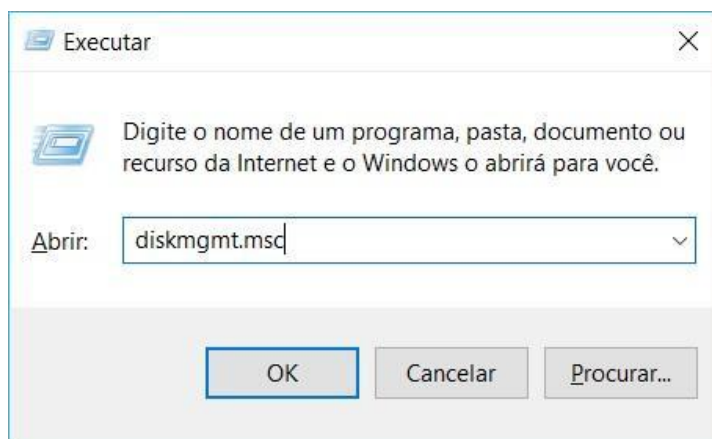 Executar
Digite o nome de um programa, pasta, documento ou
recurso da Internet e o Windows o abrirá para você.
Abrir: diskmgmt.msc
OK Cancelar Procurar...